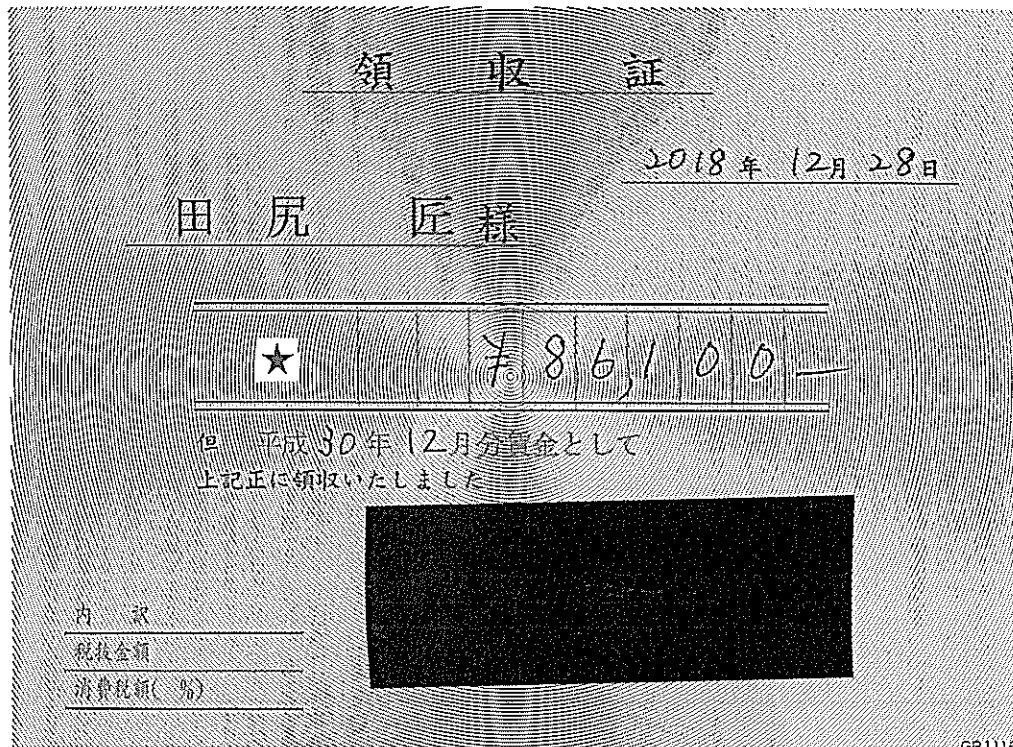 領収証
2018年 12月 28日
田尻 匠 様
★ ¥86,100—
但 平成30年12月分賃金として
上記正に領収いたしました
内訳
税抜金額
消費税額( %)